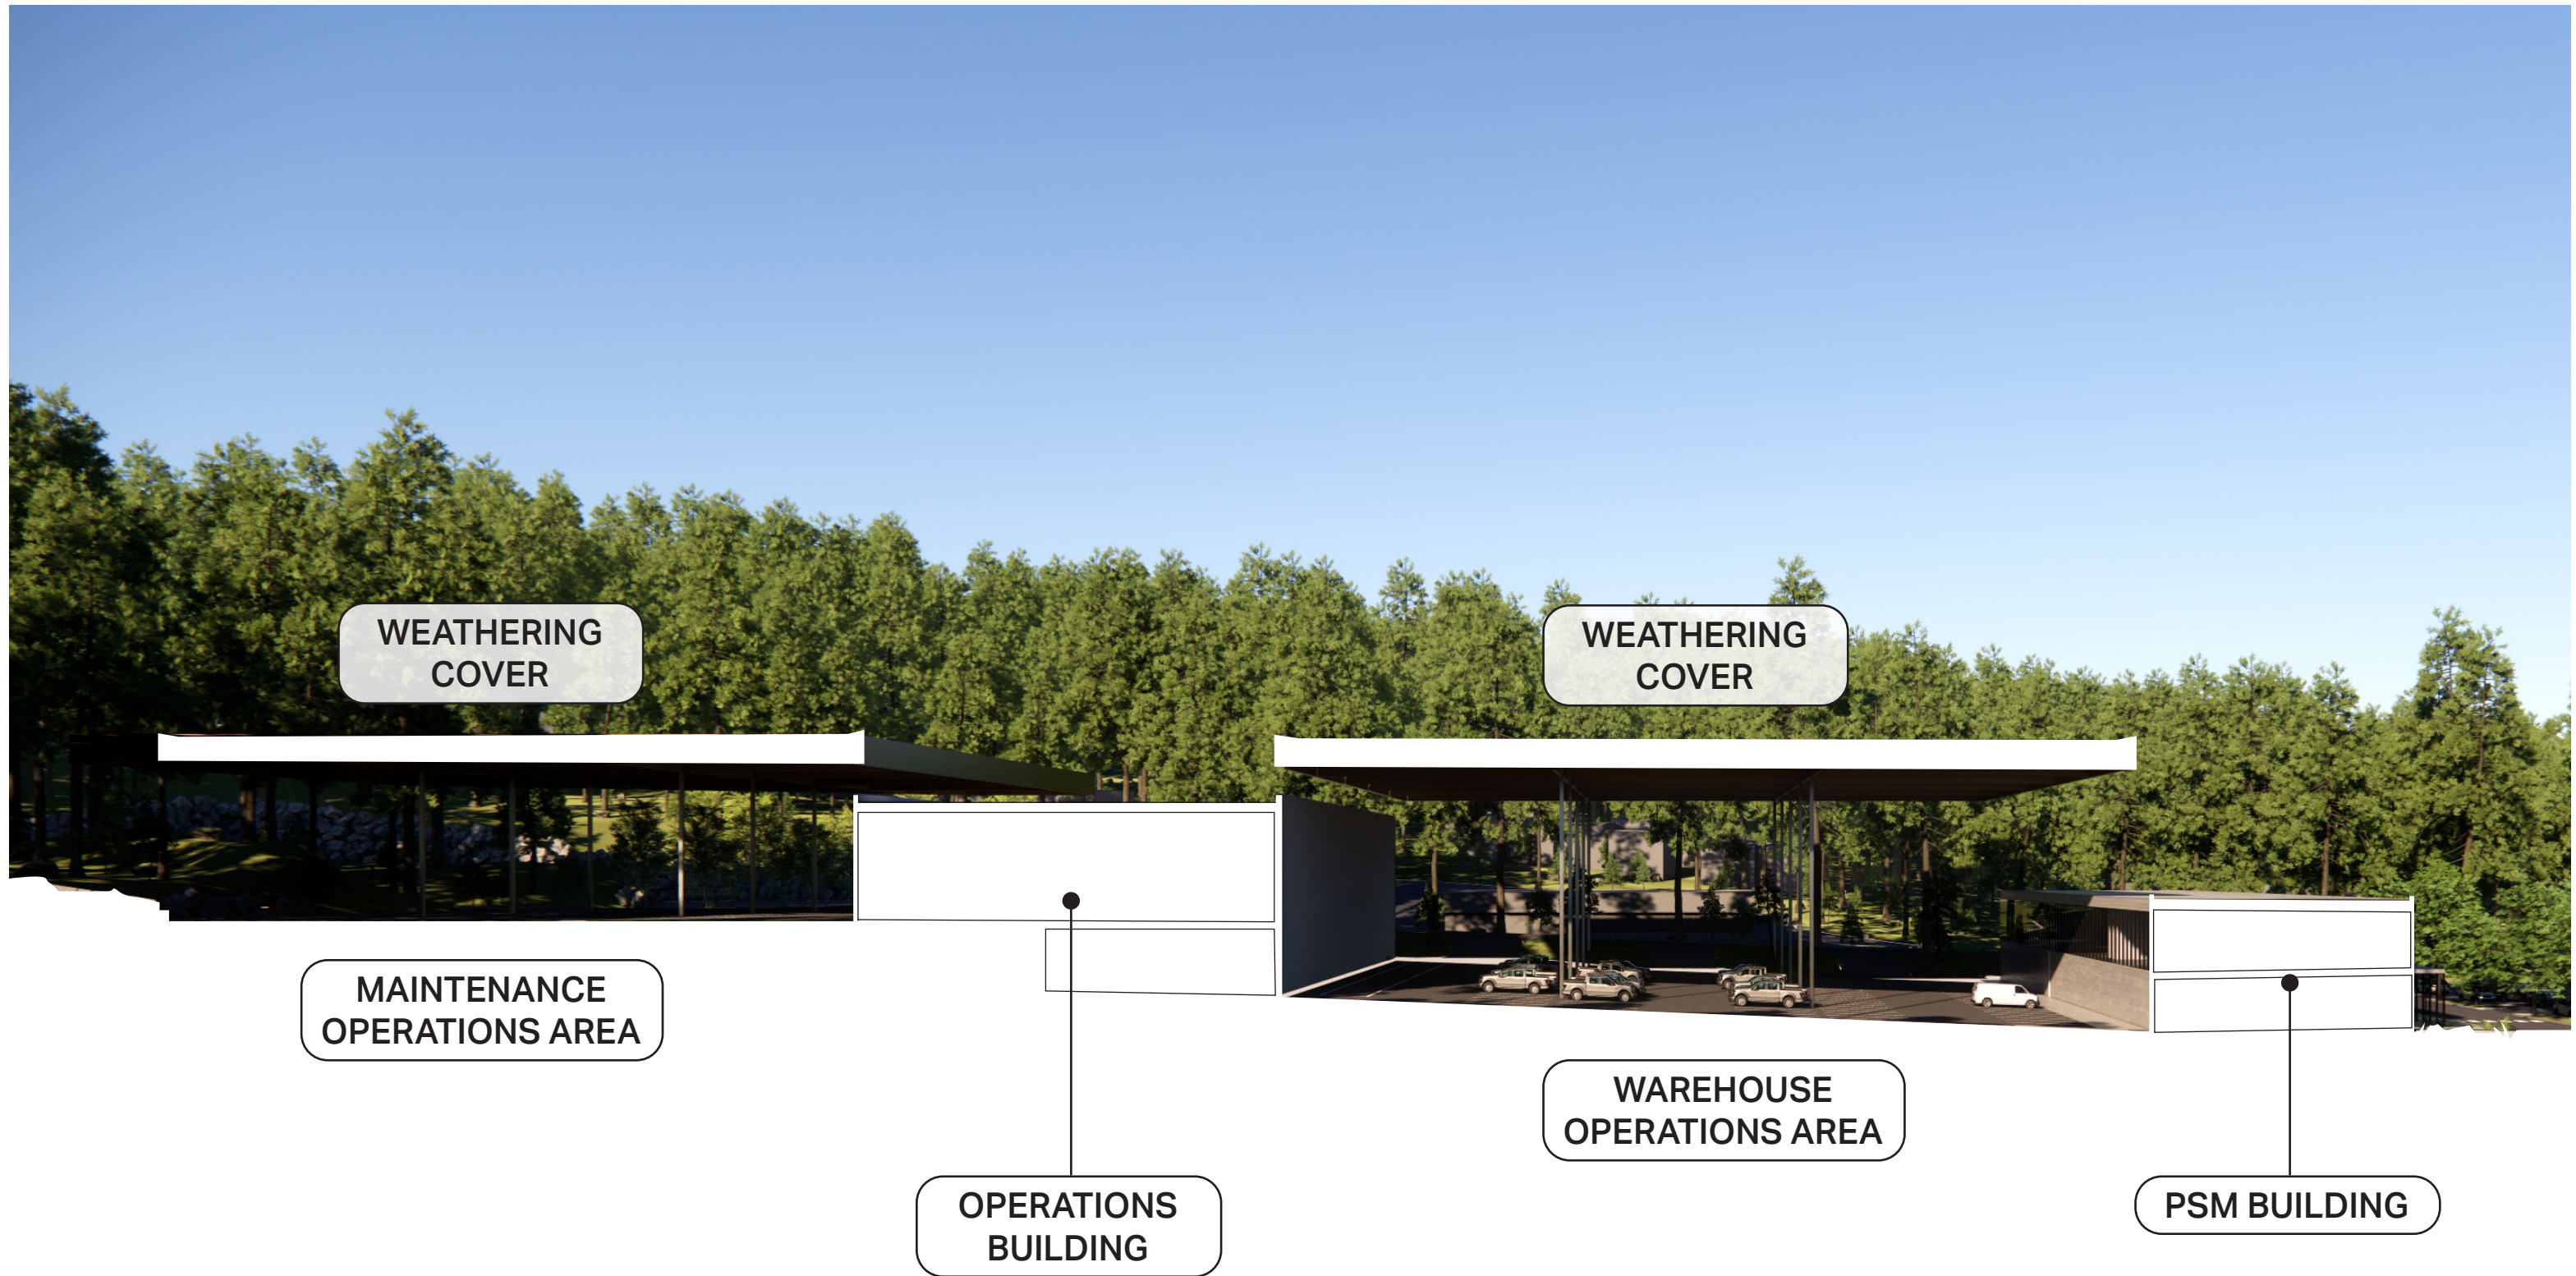 WEATHERING
COVER
WEATHERING
COVER
MAINTENANCE
OPERATIONS AREA
WAREHOUSE
OPERATIONS AREA
OPERATIONS
BUILDING
PSM BUILDING